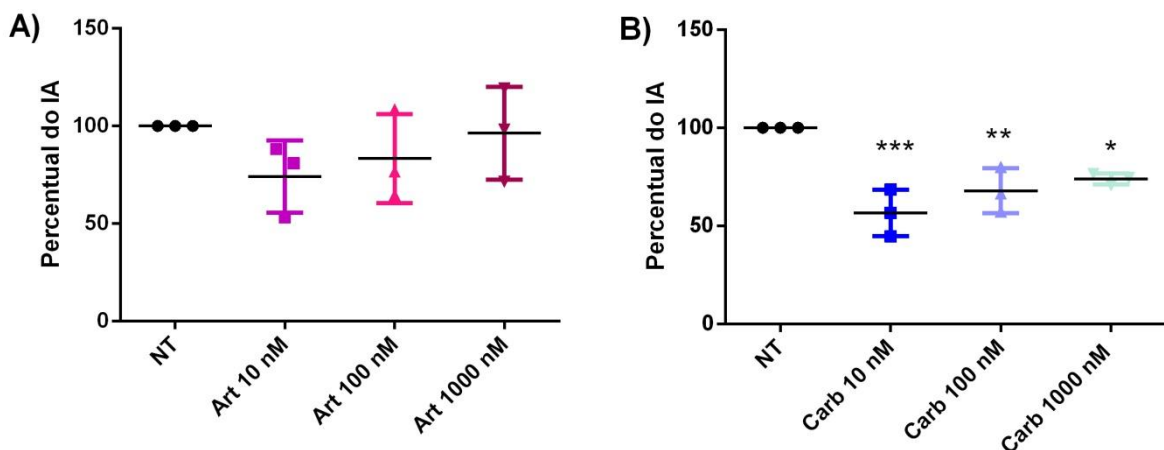 A)
Percentual do IA
150
100
50
0
NT
Art 10 nM
Art 100 nM
Art 1000 nM
B)
Percentual do IA
150
100
50
0
***
**
*
NT
Carb 10 nM
Carb 100 nM
Carb 1000 nM